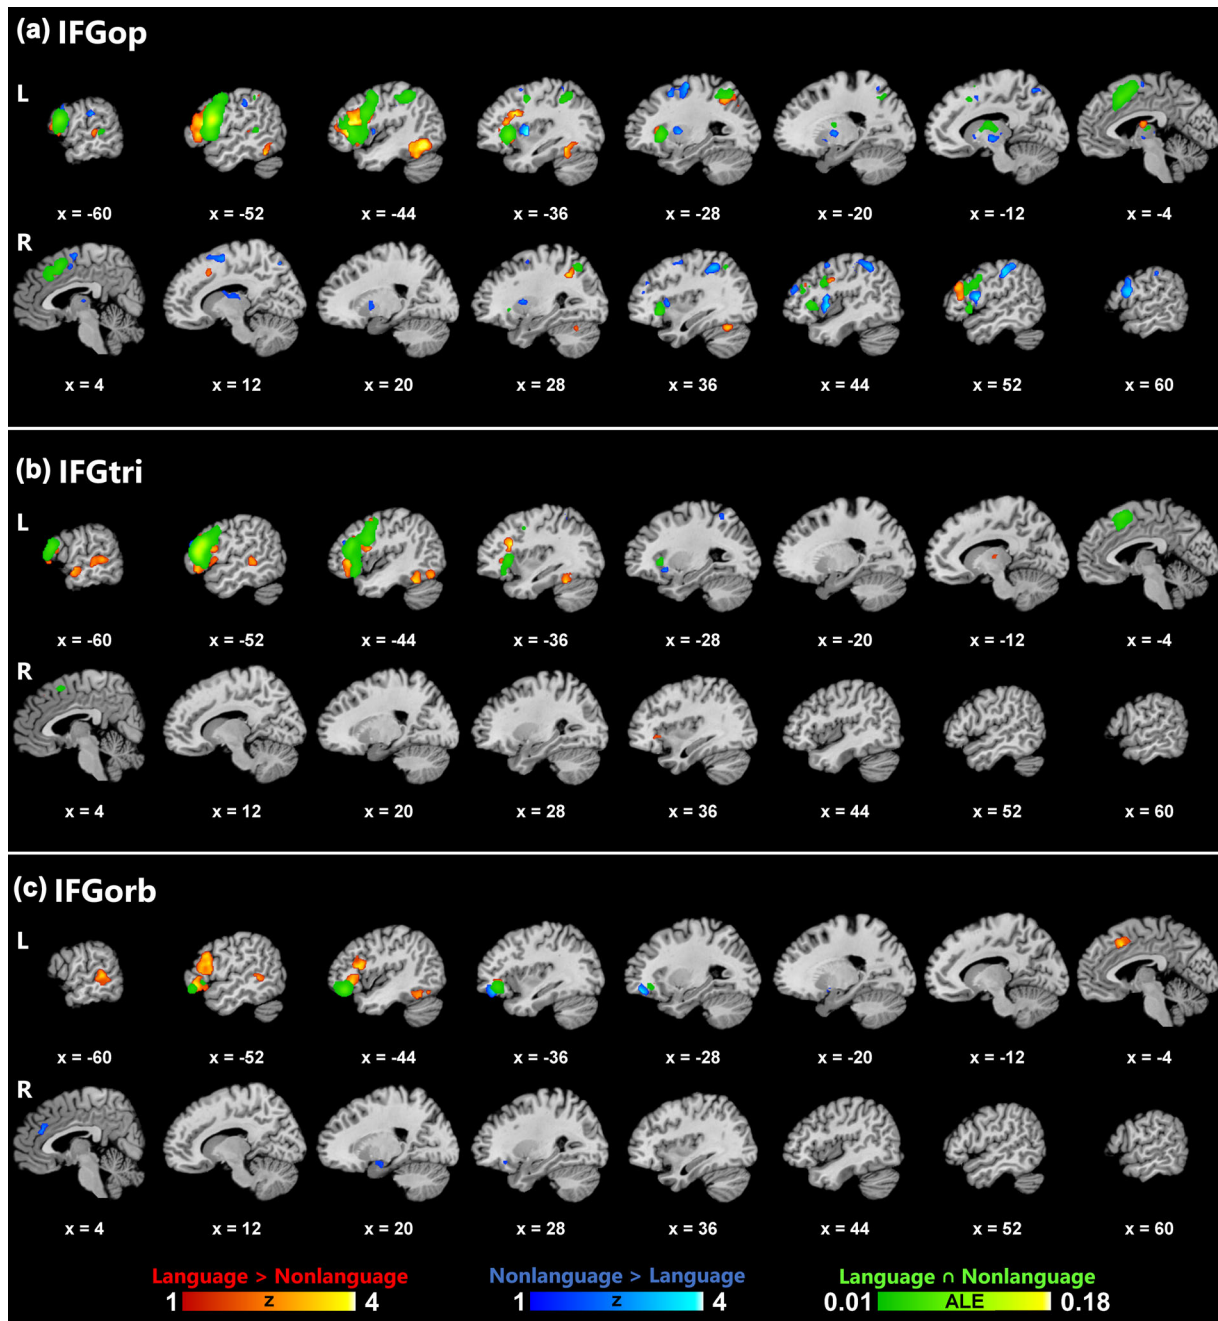 (a) IFGop
L
x = -60 x = -52 x = -44 x = -36 x = -28 x = -20 x = -12 x = -4
R
x = 4 x = 12 x = 20 x = 28 x = 36 x = 44 x = 52 x = 60
(b) IFGtri
L
x = -60 x = -52 x = -44 x = -36 x = -28 x = -20 x = -12 x = -4
R
x = 4 x = 12 x = 20 x = 28 x = 36 x = 44 x = 52 x = 60
(c) IFGorb
L
x = -60 x = -52 x = -44 x = -36 x = -28 x = -20 x = -12 x = -4
R
x = 4 x = 12 x = 20 x = 28 x = 36 x = 44 x = 52 x = 60
Language > Nonlanguage Nonlanguage > Language Language ∩ Nonlanguage
1 z 4 1 z 4 0.01 ALE 0.18